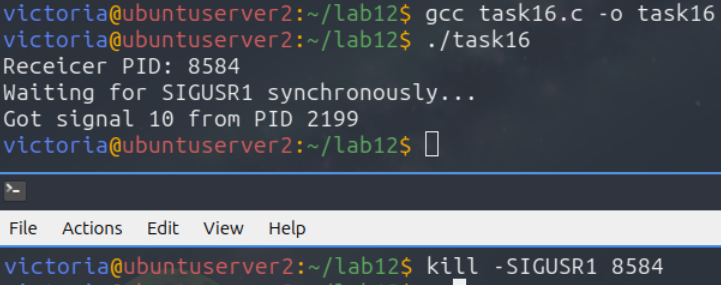 victoria@ubuntuserver2:~/lab12$ gcc task16.c -o task16
victoria@ubuntuserver2:~/lab12$ ./task16
Receicer PID: 8584
Waiting for SIGUSR1 synchronously...
Got signal 10 from PID 2199
victoria@ubuntuserver2:~/lab12$
File Actions Edit View Help
victoria@ubuntuserver2:~/lab12$ kill -SIGUSR1 8584